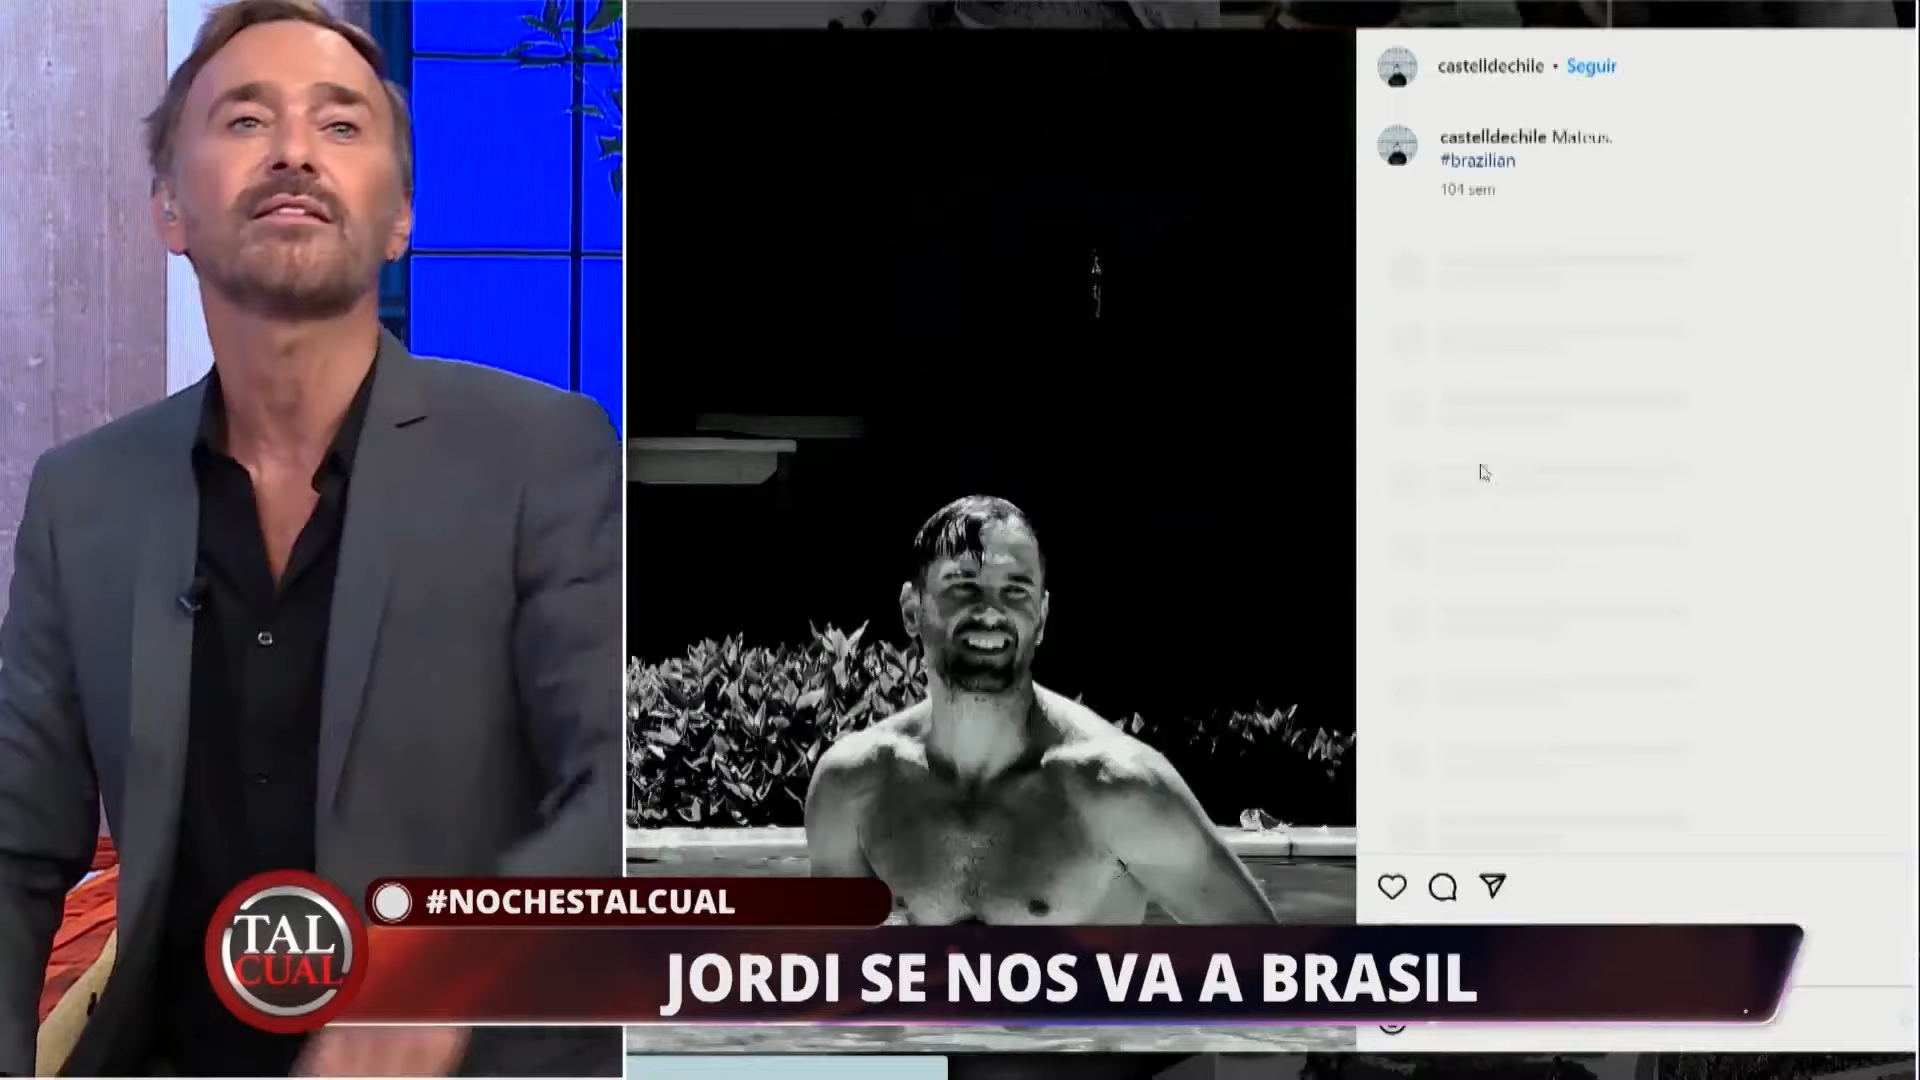 castelldechile • Seguir
castelldechile Mateus.
#brazilian
104 sem
#NOCHESTALCUAL
TAL
CUAL
JORDI SE NOS VA A BRASIL